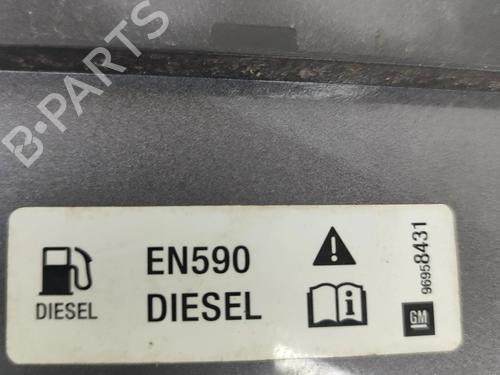 B-PARTS
EN590
DIESEL
DIESEL
96958431
GM